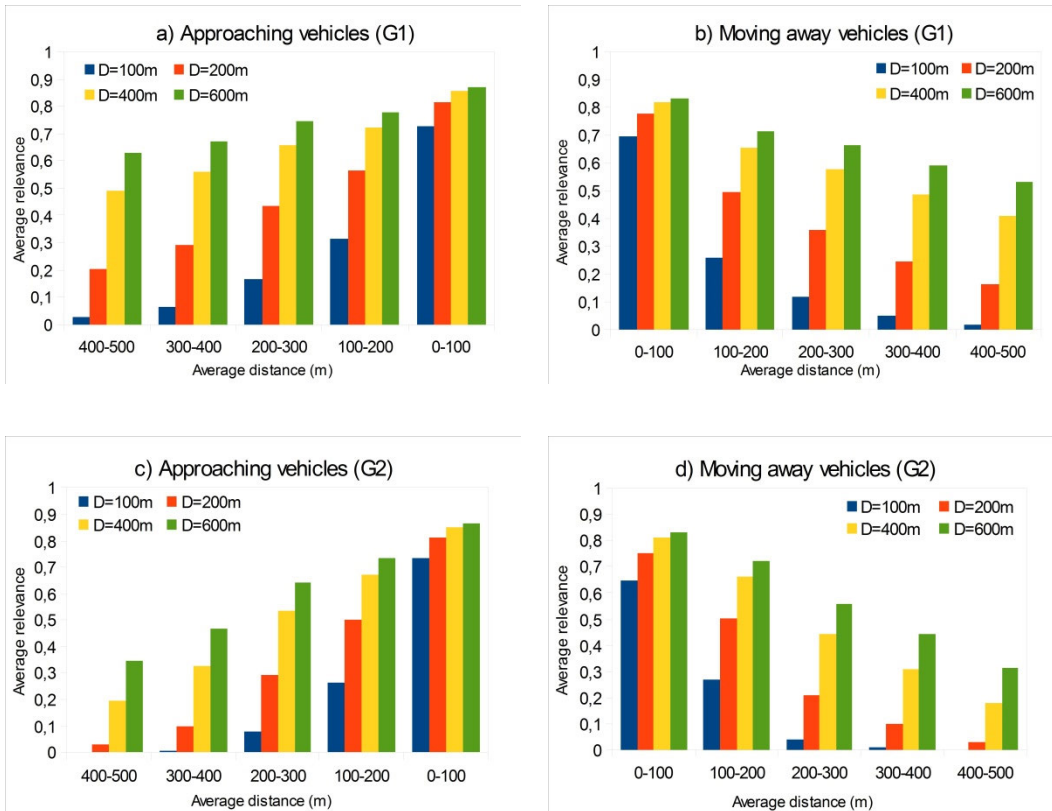 a) Approaching vehicles (G1)
1
0,9
0,8
0,7
0,6
0,5
0,4
0,3
0,2
0,1
0
Average relevance
D=100m D=200m
D=400m D=600m
400-500 300-400 200-300 100-200 0-100
Average distance (m)
b) Moving away vehicles (G1)
1
0,9
0,8
0,7
0,6
0,5
0,4
0,3
0,2
0,1
0
Average relevance
D=100m D=200m
D=400m D=600m
0-100 100-200 200-300 300-400 400-500
Average distance (m)
c) Approaching vehicles (G2)
1
0,9
0,8
0,7
0,6
0,5
0,4
0,3
0,2
0,1
0
Average relevance
D=100m D=200m
D=400m D=600m
400-500 300-400 200-300 100-200 0-100
Average distance (m)
d) Moving away vehicles (G2)
1
0,9
0,8
0,7
0,6
0,5
0,4
0,3
0,2
0,1
0
Average relevance
D=100m D=200m
D=400m D=600m
0-100 100-200 200-300 300-400 400-500
Average distance (m)